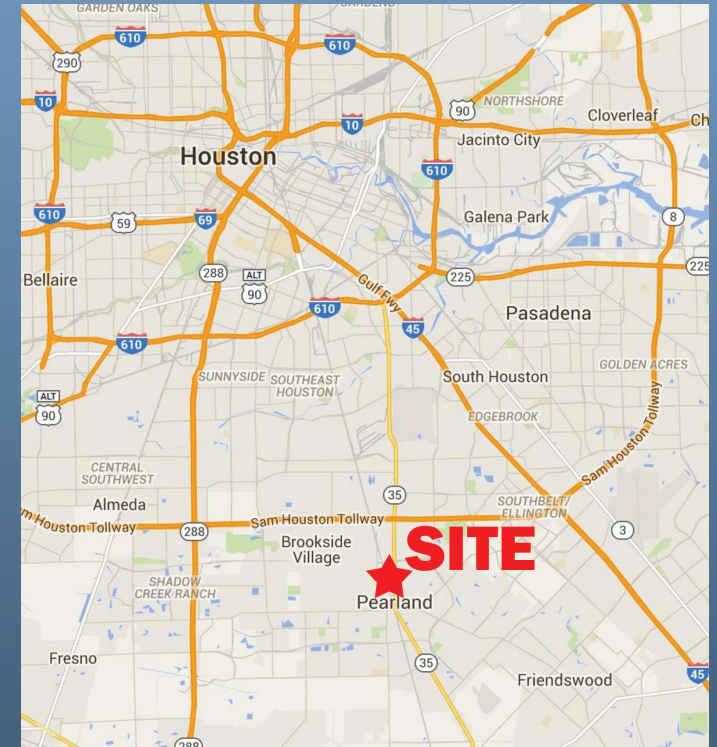 GARDEN OAKS
610
610
290
10
90
NORTHSHORE
Cloverleaf
Ch
10
Jacinto City
Houston
610
610
59
69
Galena Park
8
Bellaire
288
ALT
90
Gulf Fwy
225
225
610
45
Pasadena
610
SUNNYSIDE
SOUTHEAST
HOUSTON
South Houston
GOLDEN ACRES
ALT
90
EDGEBROOK
Sam Houston Tollway
CENTRAL
SOUTHWEST
35
Almeda
SOUTHBELT/
ELLINGTON
m Houston Tollway
288
Sam Houston Tollway
3
Brookside
Village
SITE
SHADOW
CREEK RANCH
Pearland
Fresno
35
Friendswood
45
288